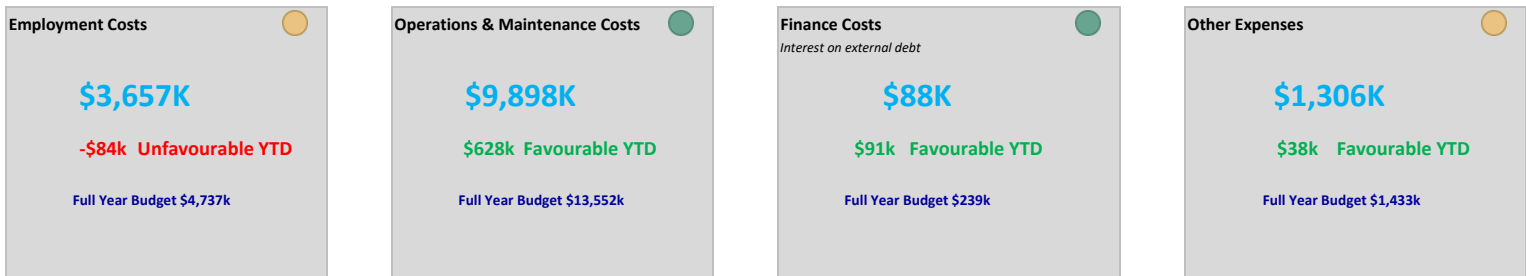 Employment Costs
$3,657K
-$84k Unfavourable YTD
Full Year Budget $4,737k
Operations & Maintenance Costs
$9,898K
$628k Favourable YTD
Full Year Budget $13,552k
Finance Costs
Interest on external debt
$88K
$91k Favourable YTD
Full Year Budget $239k
Other Expenses
$1,306K
$38k Favourable YTD
Full Year Budget $1,433k